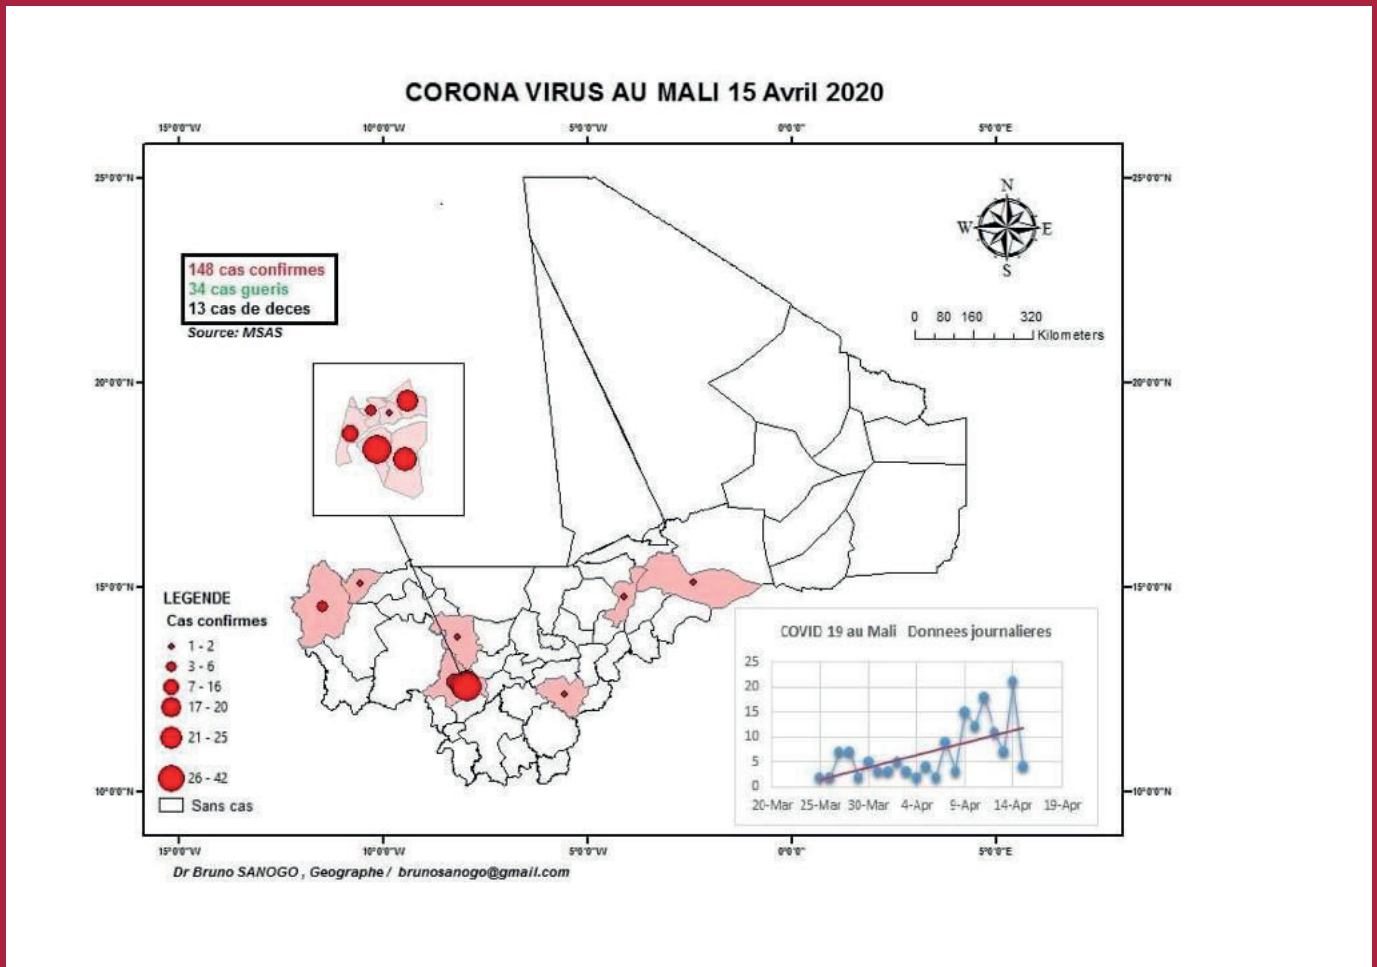 CORONA VIRUS AU MALI 15 Avril 2020
15°0'0"W 10°0'0"W 5°0'0"W 0°0'0" 5°0'0"E
25°0'0"N 25°0'0"N
N
W E
S
148 cas confirmes
34 cas gueris
13 cas de deces
Source: MSAS
0 80 160 320
Kilometers
20°0'0"N 20°0'0"N
15°0'0"N 15°0'0"N
LEGENDE
Cas confirmes
1 - 2
3 - 6
7 - 16
17 - 20
21 - 25
26 - 42
Sans cas
COVID 19 au Mali Donnees journalieres
25
20
15
10
5
0
20-Mar 25-Mar 30-Mar 4-Apr 9-Apr 14-Apr 19-Apr
10°0'0"N 10°0'0"N
15°0'0"W 10°0'0"W 5°0'0"W 0°0'0" 5°0'0"E
Dr Bruno SANOGO , Geographe / brunosanogo@gmail.com